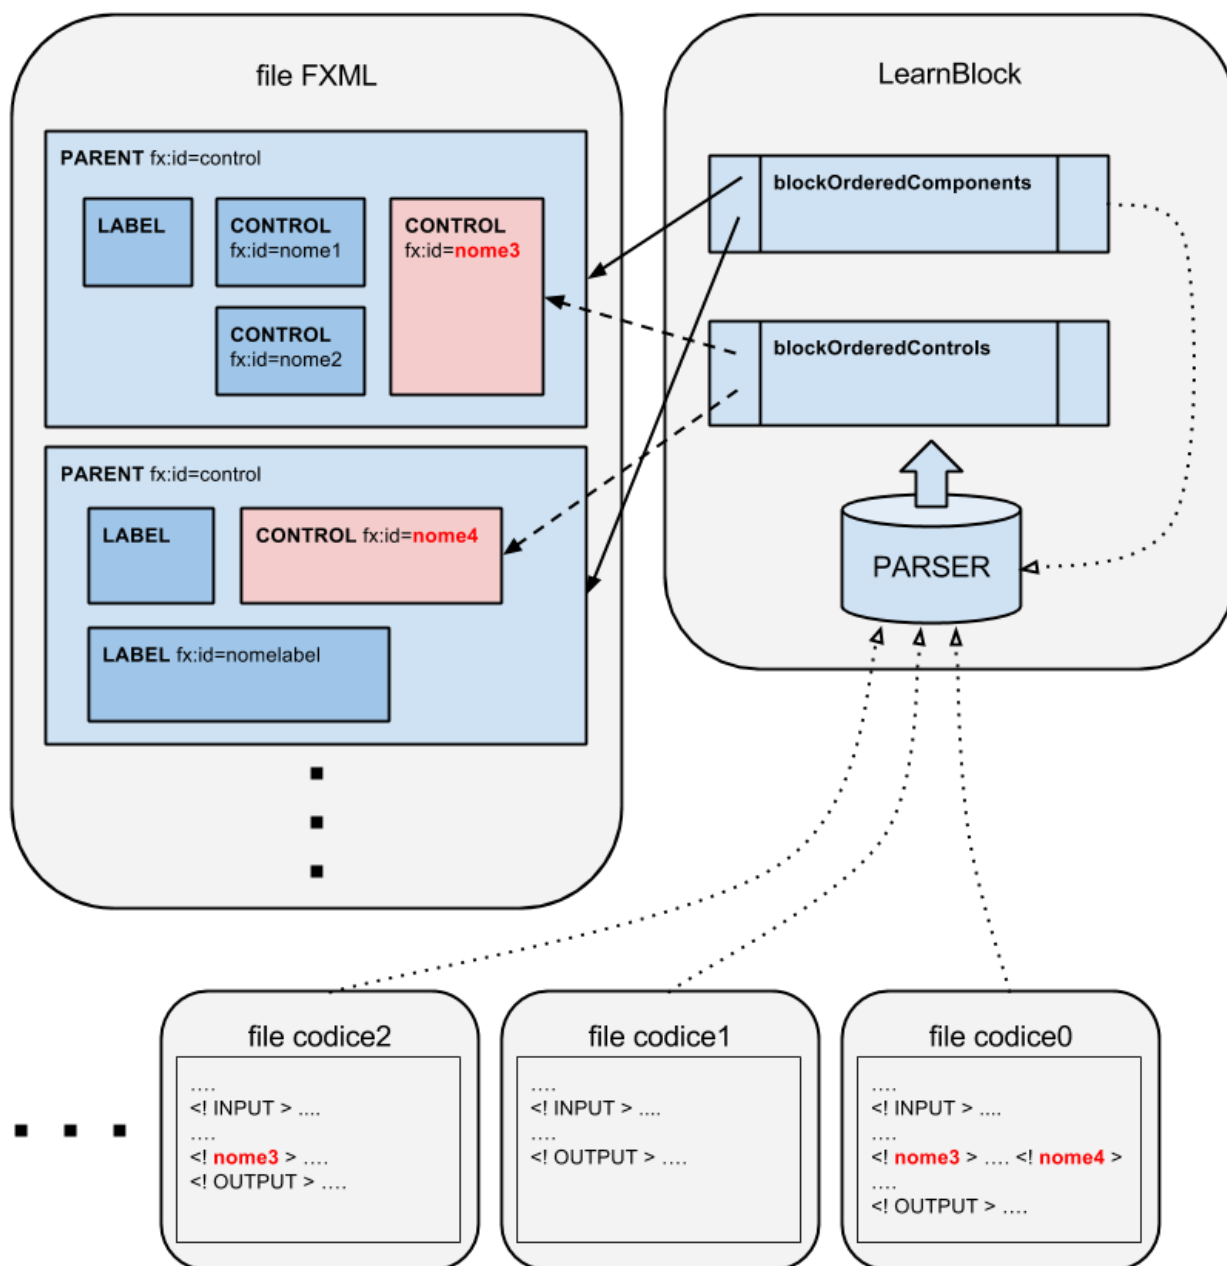 file FXML
PARENT fx:id=control
LABEL
CONTROL
fx:id=nome1
CONTROL
fx:id=nome3
CONTROL
fx:id=nome2
PARENT fx:id=control
LABEL
CONTROL fx:id=nome4
LABEL fx:id=nomelabel
LearnBlock
blockOrderedComponents
blockOrderedControls
PARSER
file codice2
....
<! INPUT > ....
....
<! nome3 > ....
<! OUTPUT > ....
file codice1
....
<! INPUT > ....
....
<! OUTPUT > ....
file codice0
....
<! INPUT > ....
....
<! nome3 > .... <! nome4 >
....
<! OUTPUT > ....